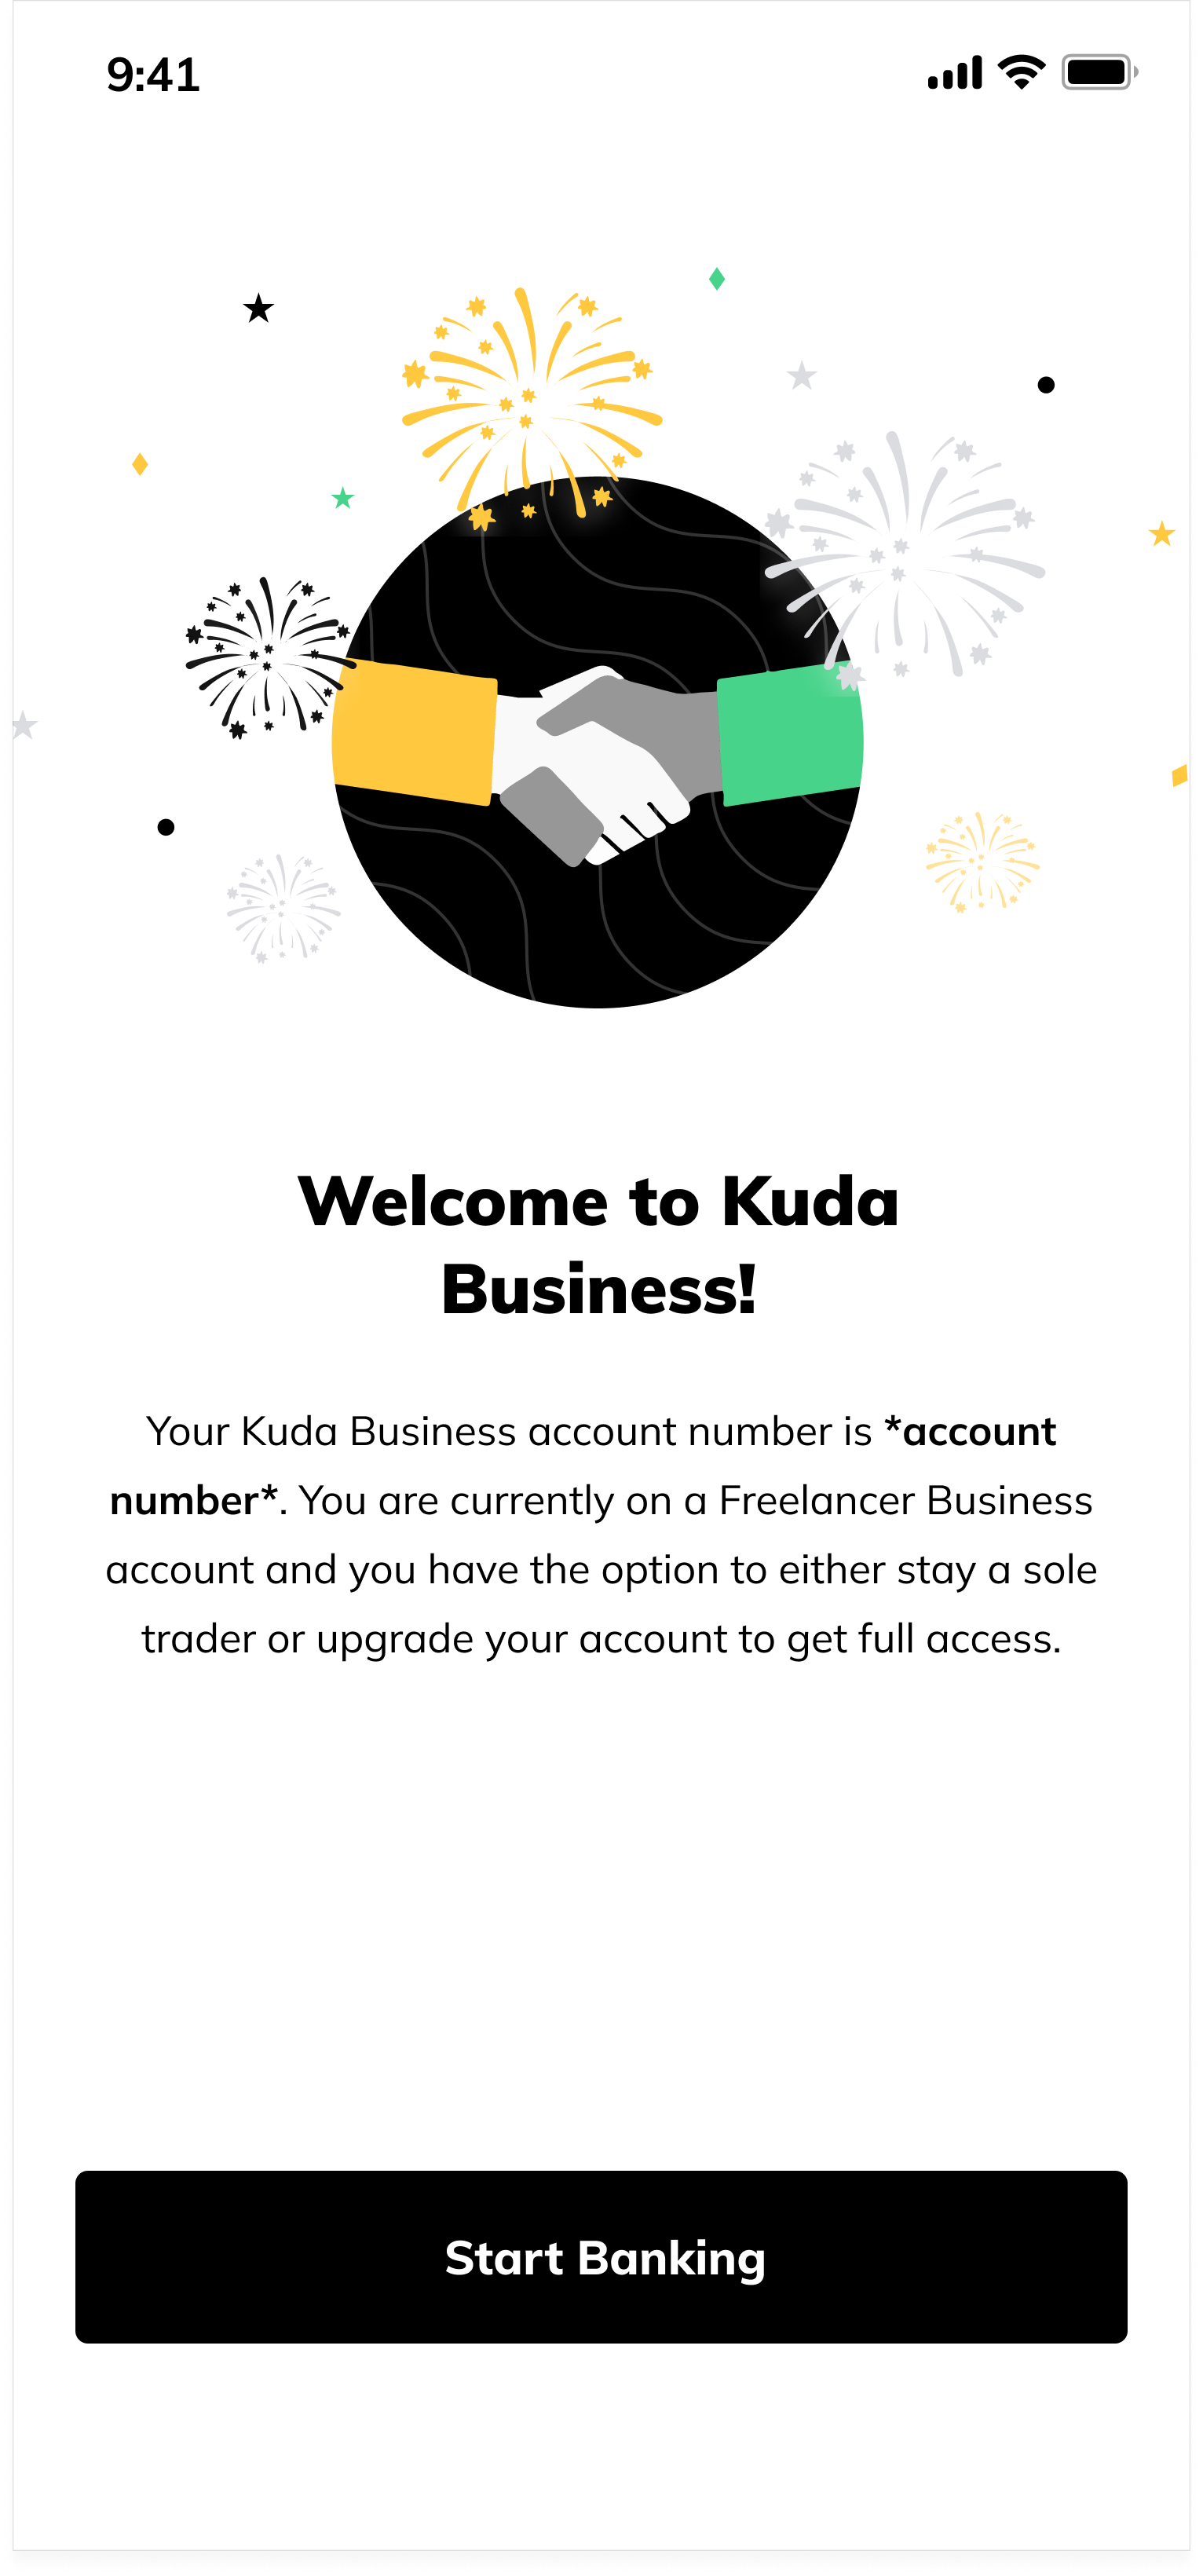 9:41
Welcome to Kuda
Business!
Your Kuda Business account number is *account
number*. You are currently on a Freelancer Business
account and you have the option to either stay a sole
trader or upgrade your account to get full access.
Start Banking